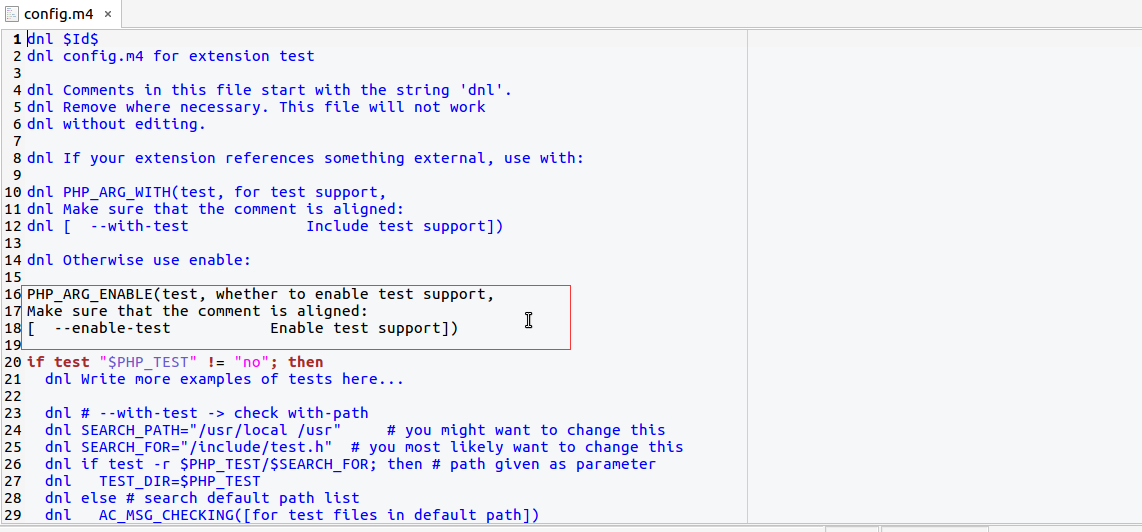 config.m4 ×
1 dnl $Id$
2 dnl config.m4 for extension test
3
4 dnl Comments in this file start with the string 'dnl'.
5 dnl Remove where necessary. This file will not work
6 dnl without editing.
7
8 dnl If your extension references something external, use with:
9
10 dnl PHP_ARG_WITH(test, for test support,
11 dnl Make sure that the comment is aligned:
12 dnl [  --with-test             Include test support])
13
14 dnl Otherwise use enable:
15
16 PHP_ARG_ENABLE(test, whether to enable test support,
17 Make sure that the comment is aligned:
18 [  --enable-test           Enable test support])
19
20 if test "$PHP_TEST" != "no"; then
21   dnl Write more examples of tests here...
22
23   dnl # --with-test -> check with-path
24   dnl SEARCH_PATH="/usr/local /usr"     # you might want to change this
25   dnl SEARCH_FOR="/include/test.h"  # you most likely want to change this
26   dnl if test -r $PHP_TEST/$SEARCH_FOR; then # path given as parameter
27   dnl   TEST_DIR=$PHP_TEST
28   dnl else # search default path list
29   dnl   AC_MSG_CHECKING([for test files in default path])